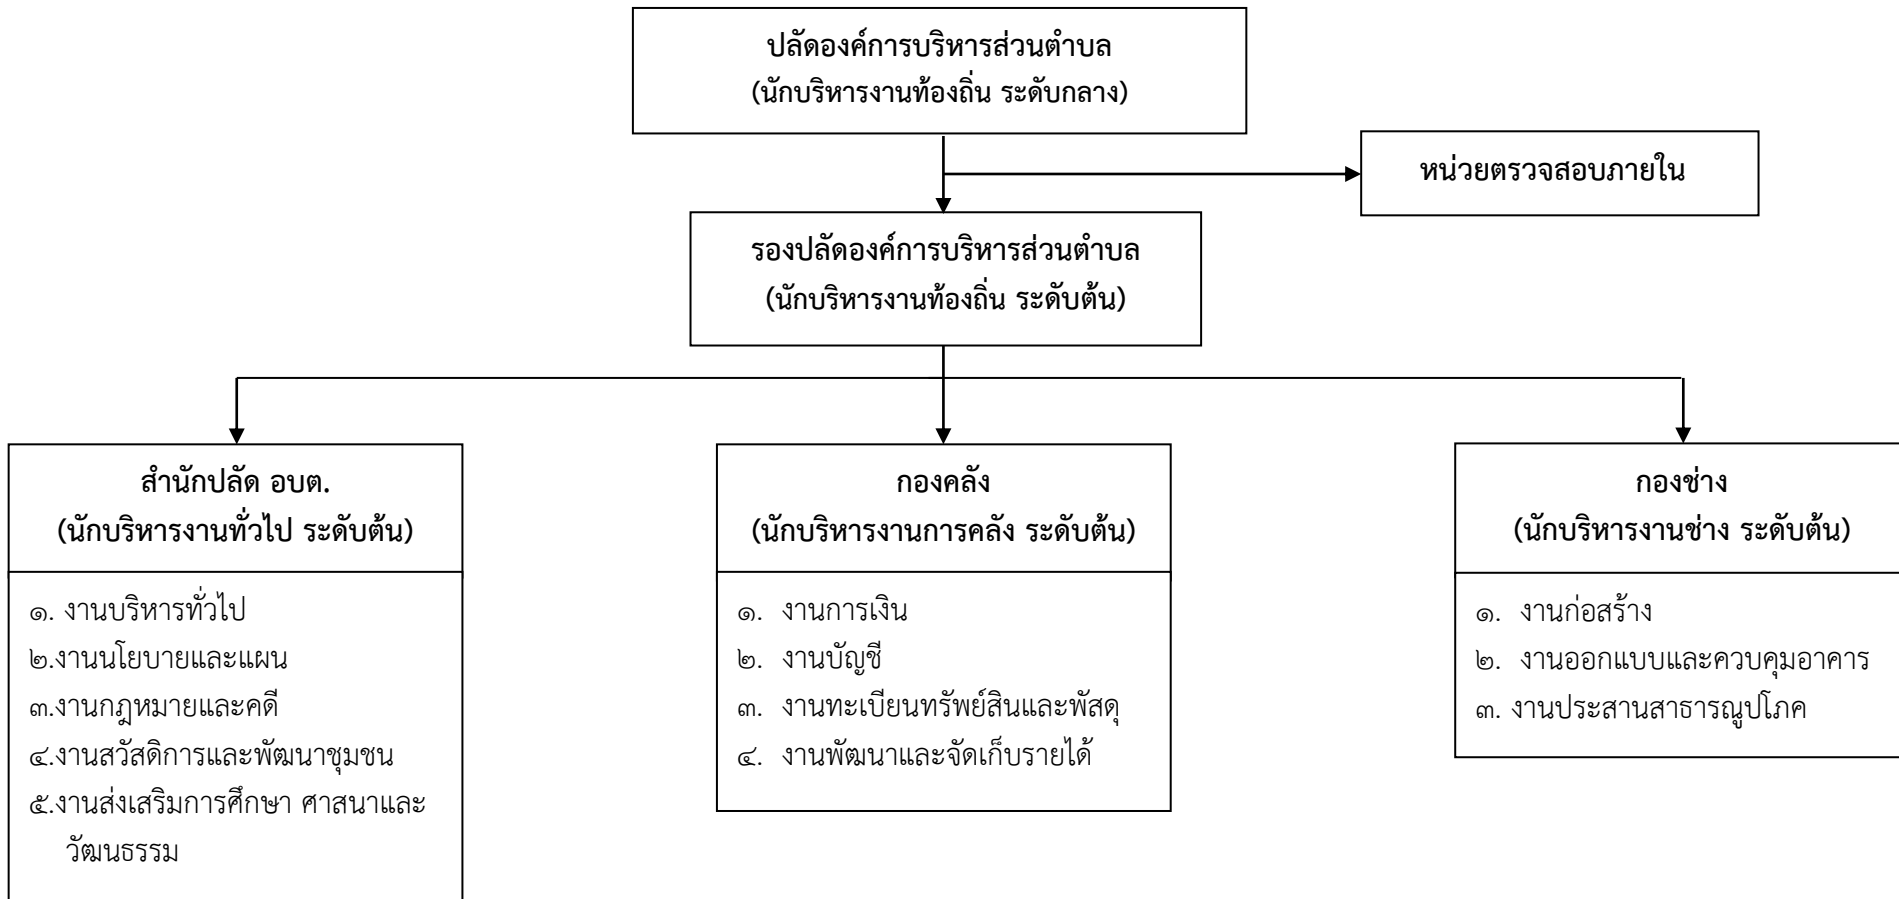 ปลัดองค์การบริหารส่วนตำบล
(นักบริหารงานท้องถิ่น ระดับกลาง)
หน่วยตรวจสอบภายใน
รองปลัดองค์การบริหารส่วนตำบล
(นักบริหารงานท้องถิ่น ระดับต้น)
สำนักปลัด อบต.
(นักบริหารงานทั่วไป ระดับต้น)
๑. งานบริหารทั่วไป
๒.งานนโยบายและแผน
๓.งานกฎหมายและคดี
๔.งานสวัสดิการและพัฒนาชุมชน
๕.งานส่งเสริมการศึกษา ศาสนาและ
วัฒนธรรม
กองคลัง
(นักบริหารงานการคลัง ระดับต้น)
๑. งานการเงิน
๒. งานบัญชี
๓. งานทะเบียนทรัพย์สินและพัสดุ
๔. งานพัฒนาและจัดเก็บรายได้
กองช่าง
(นักบริหารงานช่าง ระดับต้น)
๑. งานก่อสร้าง
๒. งานออกแบบและควบคุมอาคาร
๓. งานประสานสาธารณูปโภค